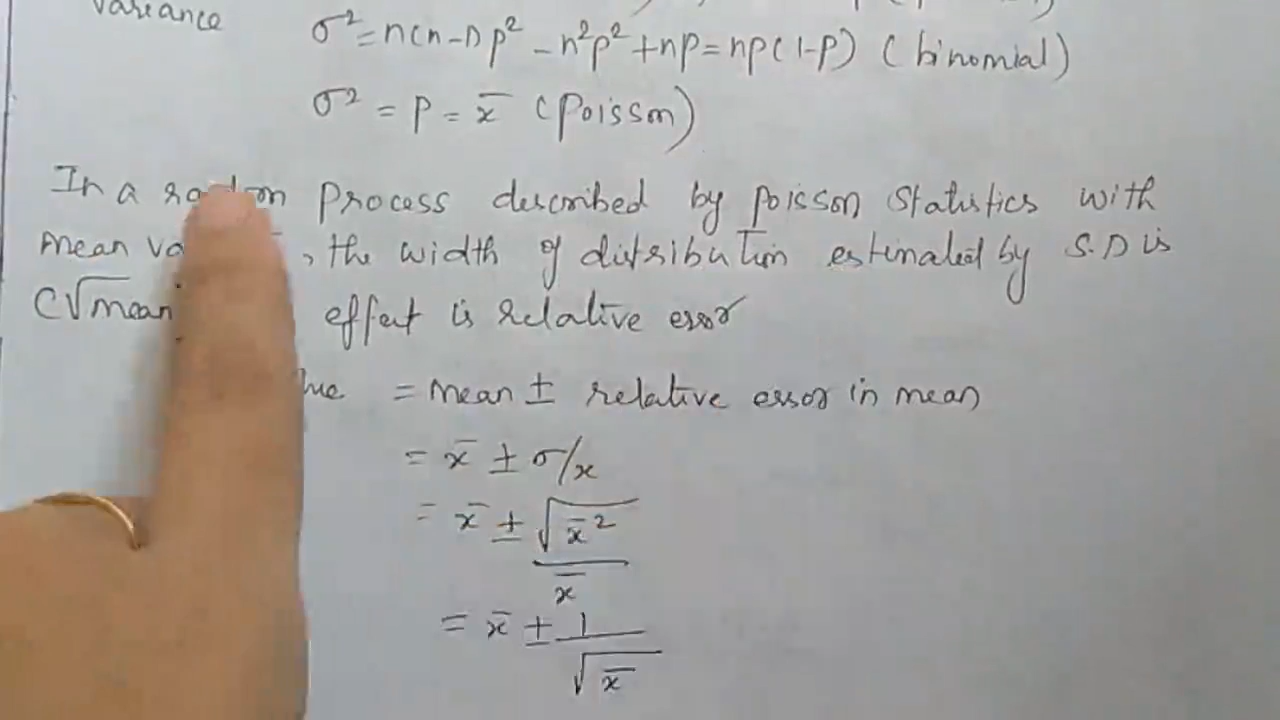 variance
σ² = n(n-1)p² - n²p² + np = np(1-p) (binomial)
σ² = p = x̄ (Poisson)
In a process described by poisson statistics with
mean , the width of distribution estimated by S.D is
(√mean effect is relative error
= mean ± relative error in mean
= x̄ ± σ/x
= x̄ ± √x̄² / x̄
= x̄ ± 1/√x̄